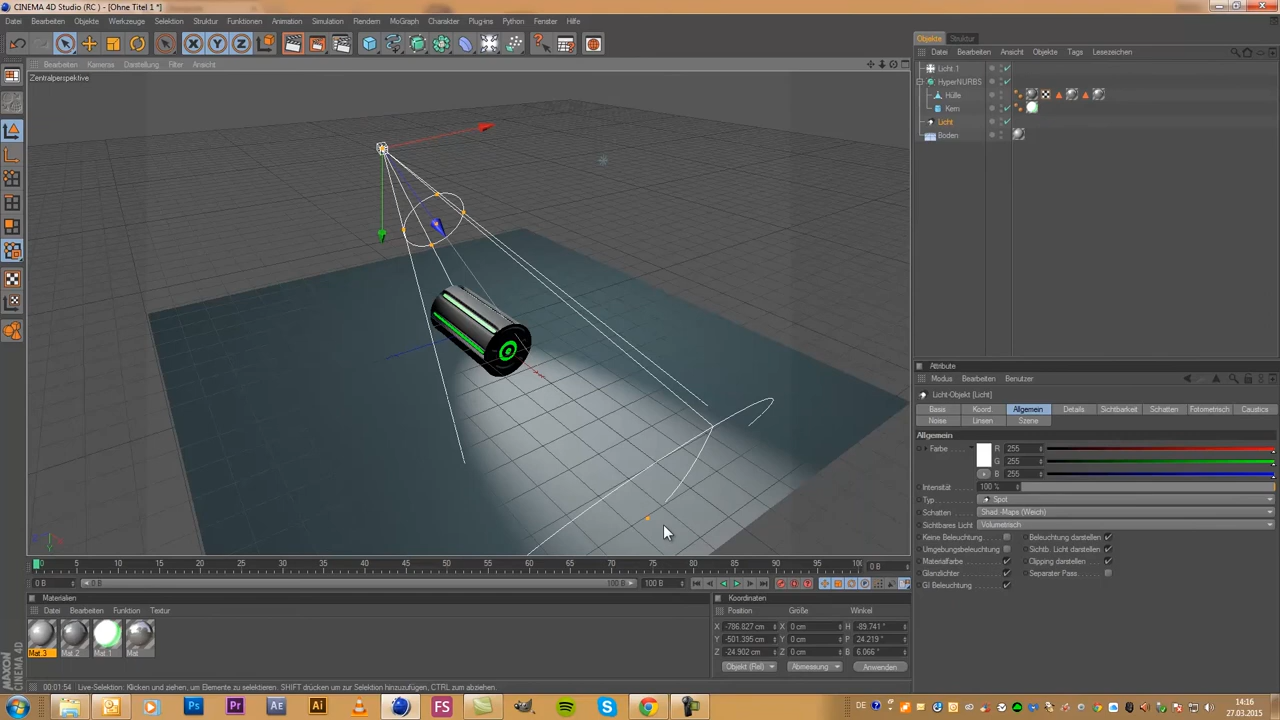 CINEMA 4D Studio (RC) - [Ohne Titel 1] *
Datei Bearbeiten Objekte Werkzeuge Selektion Struktur Funktionen Animation Simulation Rendern MoGraph Charakter Plug-ins Python Fenster Hilfe
Bearbeiten Kameras Darstellung Filter Ansicht
Zentralperspektive
Objekte Struktur
Datei Bearbeiten Ansicht Objekte Tags Lesezeichen
Licht 1
HyperNURBS
Hülle
Kern
Licht
Boden
Attribute
Modus Bearbeiten Benutzer
Licht-Objekt [Licht]
Basis Koord Allgemein Details Sichtbarkeit Schatten Fotometrisch Caustics
Noise Linsen Szene
Allgemein
Farbe R 255
G 255
B 255
Intensität 100 %
Typ Spot
Schatten Shad.-Maps (Weich)
Sichtbares Licht Volumetrisch
Keine Beleuchtung Beleuchtung darstellen
Umgebungsbeleuchtung Sichtb. Licht darstellen
Materialfarbe Clipping darstellen
Glanzlichter Separater Pass
GI Beleuchtung
0 5 10 15 20 25 30 35 40 45 50 55 60 65 70 75 80 85 90 95 100 0 B
0 B 0 B 100 B 100 B
Materialien
Datei Bearbeiten Funktion Textur
Mat.3 Mat.2 Mat
Koordinaten
Position Größe Winkel
X -786.827 cm X 0 cm H -89.741 °
Y -501.395 cm Y 0 cm P 24.219 °
Z -24.902 cm Z 0 cm B 6.066 °
Objekt (Rel) Abmessung Anwenden
MAXON CINEMA 4D
00:01:54 Live-Selektion: Klicken und ziehen, um Elemente zu selektieren. SHIFT drücken um zur Selektion hinzuzufügen, CTRL zum abziehen.
Ps Pr Ae Ai FS
DE
14:16
27.03.2015